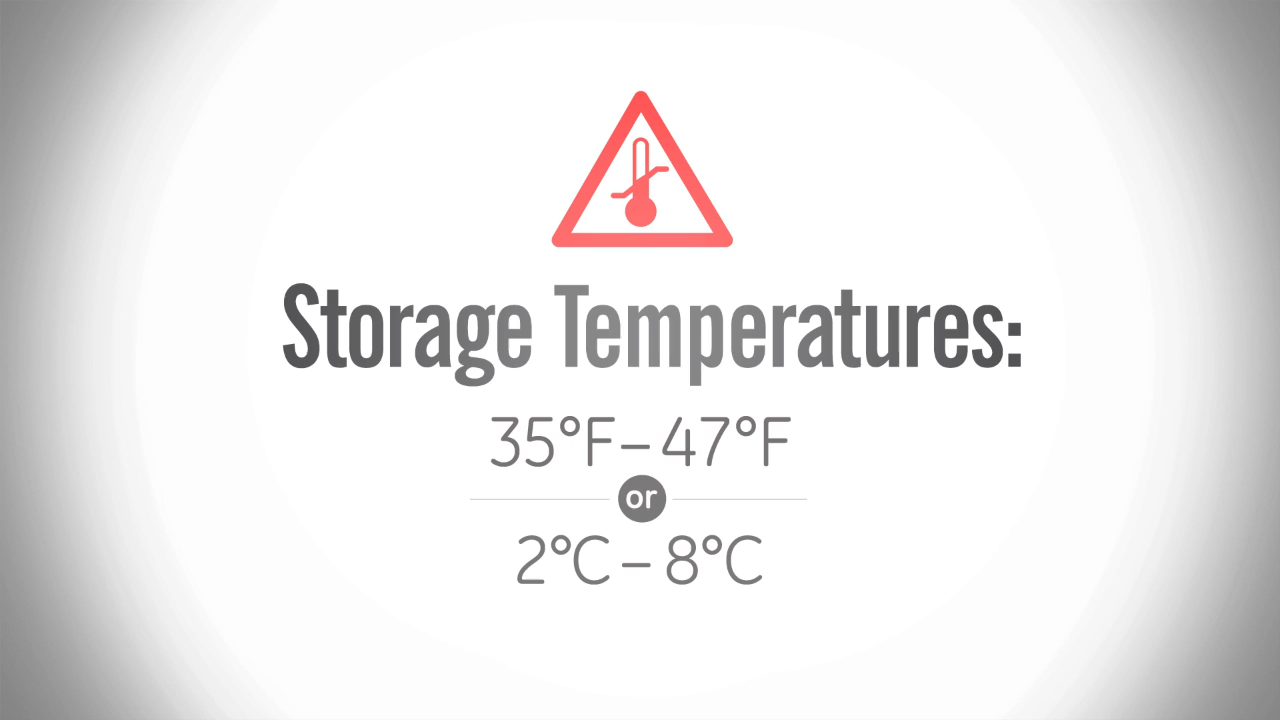 Storage Temperatures:
35°F – 47°F
or
2°C – 8°C